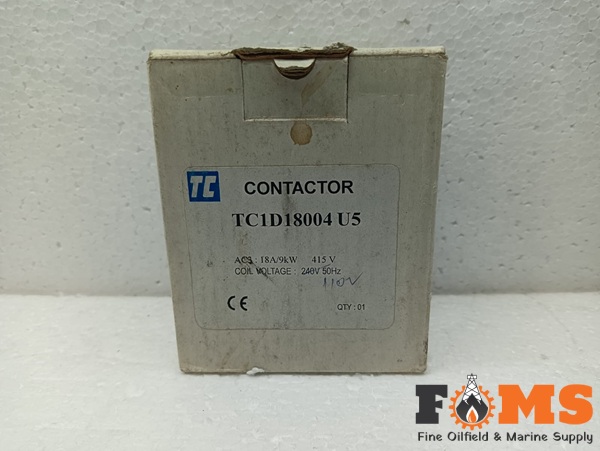 TC CONTACTOR
TC1D18004 U5
AC3 : 18A/9kW 415 V
COIL VOLTAGE : 240V 50Hz
110V
CE QTY : 01
FOMS
Fine Oilfield & Marine Supply